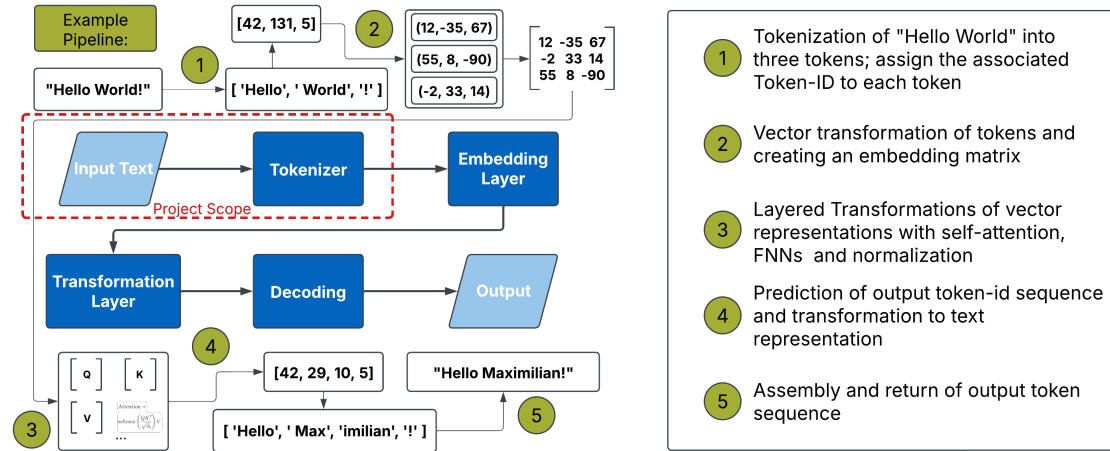 Example
Pipeline:
[42, 131, 5]
1
2
(12,-35, 67)
(55, 8, -90)
(-2, 33, 14)
12 -35 67
-2 33 14
55 8 -90
"Hello World!"
[ 'Hello', ' World', '!' ]
Input Text
Tokenizer
Embedding
Layer
Project Scope
Transformation
Layer
Decoding
Output
3
Q
K
V
Attention =
softmax (QK^T / √d_k) V
...
4
[42, 29, 10, 5]
[ 'Hello', ' Max', 'imilian', '!' ]
5
"Hello Maximilian!"
1
Tokenization of "Hello World" into
three tokens; assign the associated
Token-ID to each token
2
Vector transformation of tokens and
creating an embedding matrix
3
Layered Transformations of vector
representations with self-attention,
FNNs and normalization
4
Prediction of output token-id sequence
and transformation to text
representation
5
Assembly and return of output token
sequence